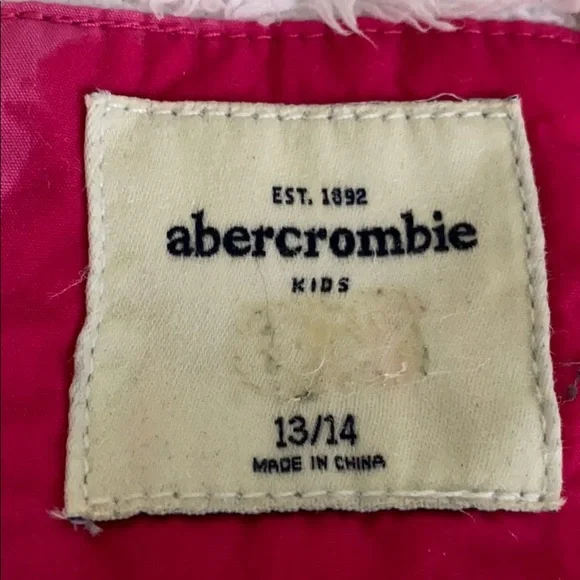 EST. 1892
abercrombie
KIDS
13/14
MADE IN CHINA